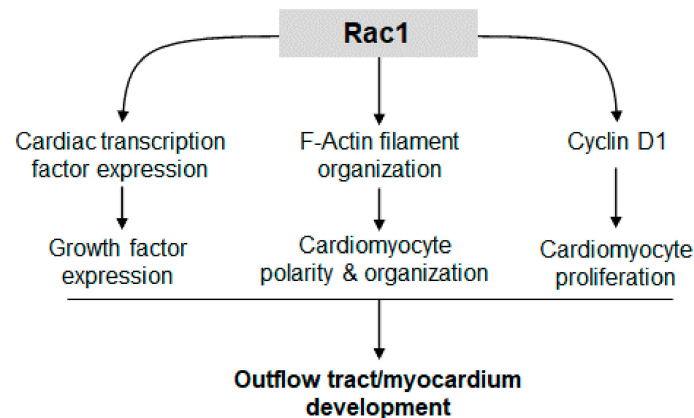 Rac1
Cardiac transcription
factor expression
F-Actin filament
organization
Cyclin D1
Growth factor
expression
Cardiomyocyte
polarity & organization
Cardiomyocyte
proliferation
Outflow tract/myocardium
development